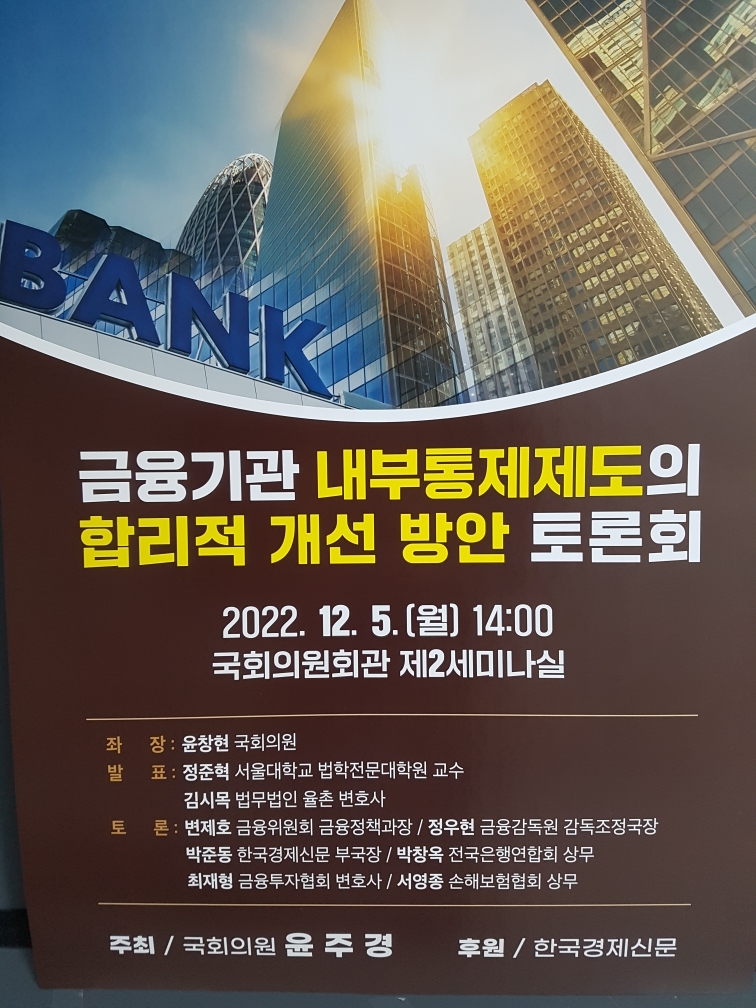 BANK
금융기관 내부통제제도의
합리적 개선 방안 토론회
2022. 12. 5.(월) 14:00
국회의원회관 제2세미나실
좌 장 : 윤창현 국회의원
발 표 : 정준혁 서울대학교 법학전문대학원 교수
김시목 법무법인 율촌 변호사
토 론 : 변제호 금융위원회 금융정책과장 / 정우현 금융감독원 감독조정국장
박준동 한국경제신문 부국장 / 박창옥 전국은행연합회 상무
최재형 금융투자협회 변호사 / 서영종 손해보험협회 상무
주최 / 국회의원 윤주경 후원 / 한국경제신문